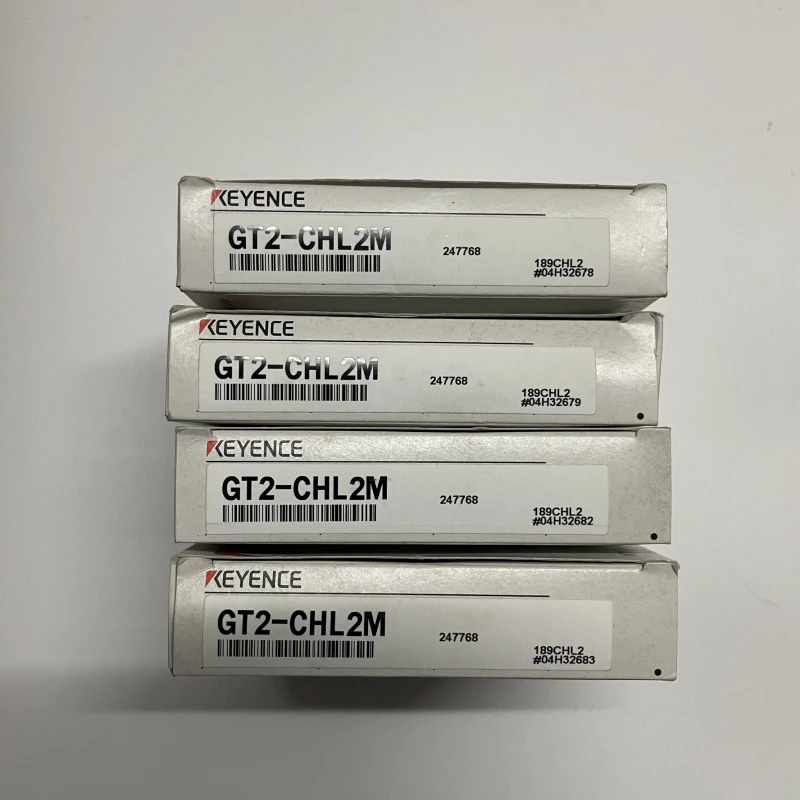 KEYENCE
GT2-CHL2M
247768
189CHL2
#04H32678
KEYENCE
GT2-CHL2M
247768
189CHL2
#04H32679
KEYENCE
GT2-CHL2M
247768
189CHL2
#04H32682
KEYENCE
GT2-CHL2M
247768
189CHL2
#04H32683